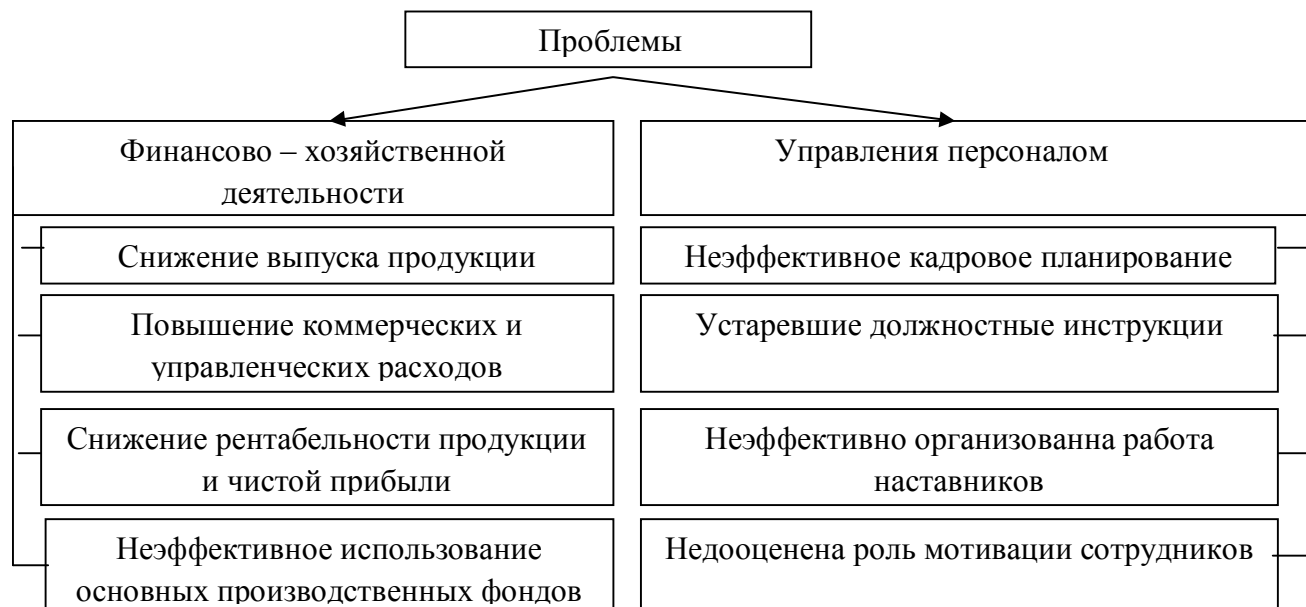 Проблемы
Финансово – хозяйственной
деятельности
Управления персоналом
Снижение выпуска продукции
Неэффективное кадровое планирование
Повышение коммерческих и
управленческих расходов
Устаревшие должностные инструкции
Снижение рентабельности продукции
и чистой прибыли
Неэффективно организованна работа
наставников
Неэффективное использование
основных производственных фондов
Недооценена роль мотивации сотрудников